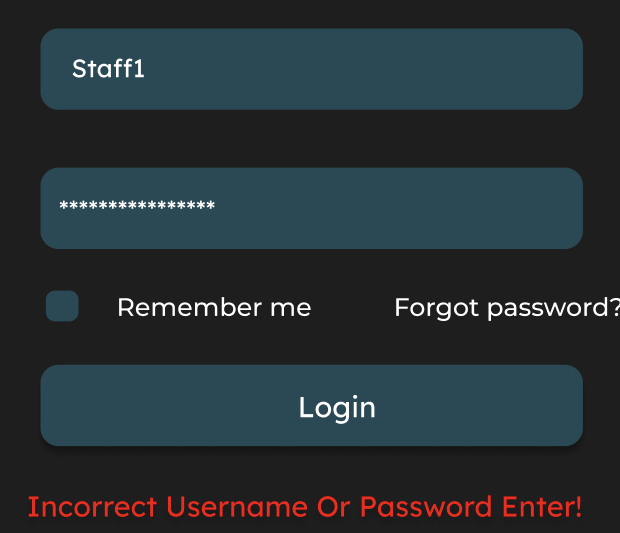 Staff1
****************
Remember me Forgot password?
Login
Incorrect Username Or Password Enter!